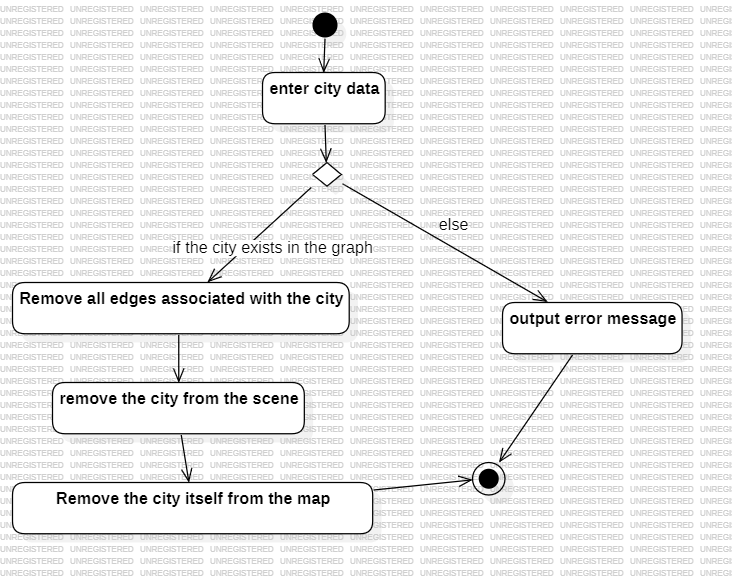 enter city data
else
if the city exists in the graph
Remove all edges associated with the city
output error message
remove the city from the scene
Remove the city itself from the map
UNREGISTERED